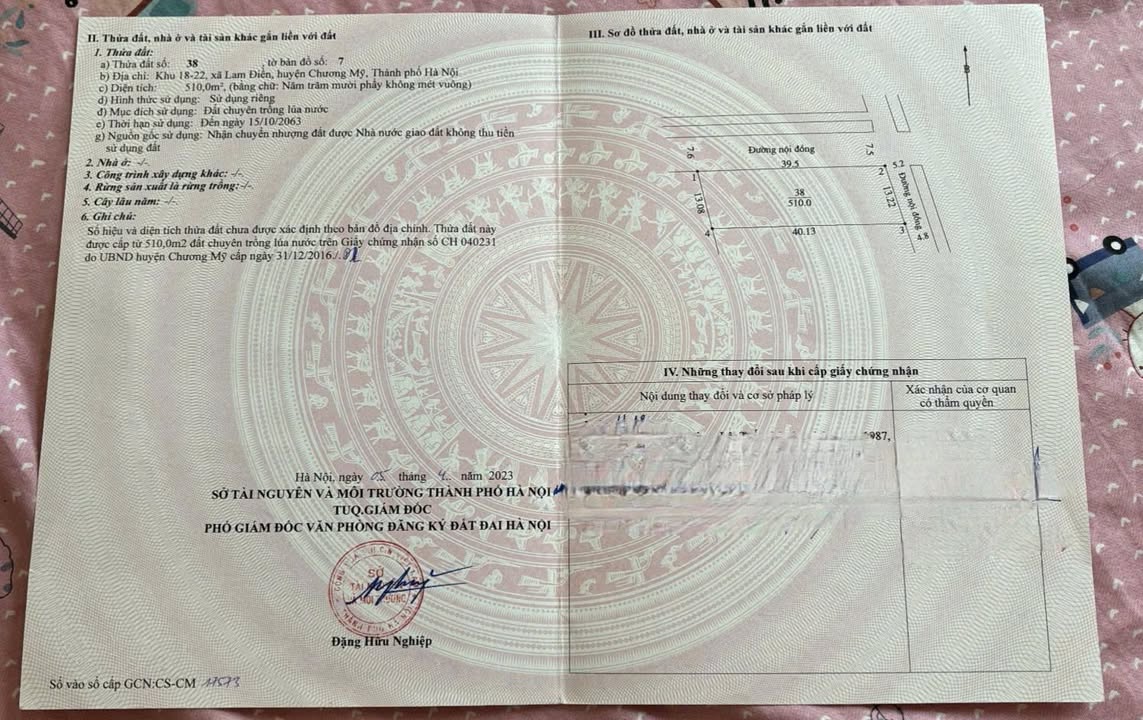 II. Thửa đất, nhà ở và tài sản khác gắn liền với đất
1. Thửa đất:
a) Thửa đất số: 38 tờ bản đồ số: 7
b) Địa chỉ: Khu 18-22, xã Lam Điền, huyện Chương Mỹ, Thành phố Hà Nội
c) Diện tích: 510,0m², (bằng chữ: Năm trăm mười phẩy không mét vuông)
d) Hình thức sử dụng: Sử dụng riêng
đ) Mục đích sử dụng: Đất chuyên trồng lúa nước
e) Thời hạn sử dụng: Đến ngày 15/10/2063
g) Nguồn gốc sử dụng: Nhận chuyển nhượng đất được Nhà nước giao đất không thu tiền
sử dụng đất
2. Nhà ở: -/-.
3. Công trình xây dựng khác: -/-.
4. Rừng sản xuất là rừng trồng:-/-.
5. Cây lâu năm: -/-.
6. Ghi chú:
Số hiệu và diện tích thửa đất chưa được xác định theo bản đồ địa chính. Thửa đất này
được cấp từ 510,0m2 đất chuyên trồng lúa nước trên Giấy chứng nhận số CH 040231
do UBND huyện Chương Mỹ cấp ngày 31/12/2016./.
Hà Nội, ngày 05 tháng 4 năm 2023
SỞ TÀI NGUYÊN VÀ MÔI TRƯỜNG THÀNH PHỐ HÀ NỘI
TUQ.GIÁM ĐỐC
PHÓ GIÁM ĐỐC VĂN PHÒNG ĐĂNG KÝ ĐẤT ĐAI HÀ NỘI
SỞ
Đặng Hữu Nghiệp
Số vào sổ cấp GCN:CS-CM 17573
III. Sơ đồ thửa đất, nhà ở và tài sản khác gắn liền với đất
B
7.6
Đường nội đồng
7.5
39.5
5.2
1
2
13.08
38
510.0
13.22
Đường nội đồng
4
40.13
3
4.8
IV. Những thay đổi sau khi cấp giấy chứng nhận
Nội dung thay đổi và cơ sở pháp lý
Xác nhận của cơ quan
có thẩm quyền
987,